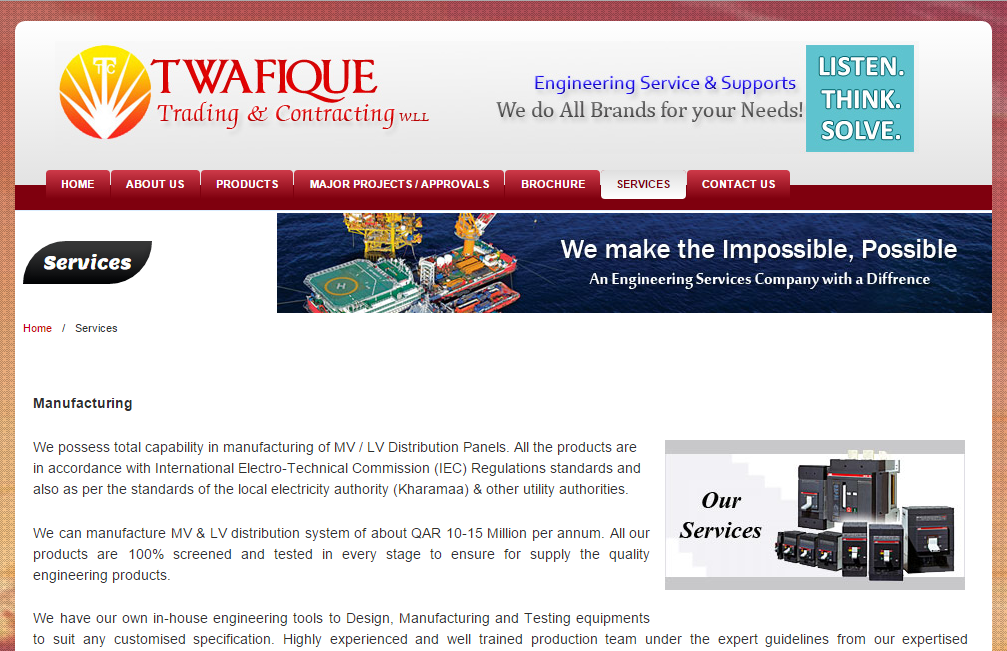 TTC
TWAFIQUE
Trading & Contracting WLL
Engineering Service & Supports
We do All Brands for your Needs!
LISTEN.
THINK.
SOLVE.
HOME
ABOUT US
PRODUCTS
MAJOR PROJECTS / APPROVALS
BROCHURE
SERVICES
CONTACT US
Services
H
We make the Impossible, Possible
An Engineering Services Company with a Diffrence
Home / Services
Manufacturing
We possess total capability in manufacturing of MV / LV Distribution Panels. All the products are
in accordance with International Electro-Technical Commission (IEC) Regulations standards and
also as per the standards of the local electricity authority (Kharamaa) & other utility authorities.
Our
Services
We can manufacture MV & LV distribution system of about QAR 10-15 Million per annum. All our
products are 100% screened and tested in every stage to ensure for supply the quality
engineering products.
We have our own in-house engineering tools to Design, Manufacturing and Testing equipments
to suit any customised specification. Highly experienced and well trained production team under the expert guidelines from our expertised